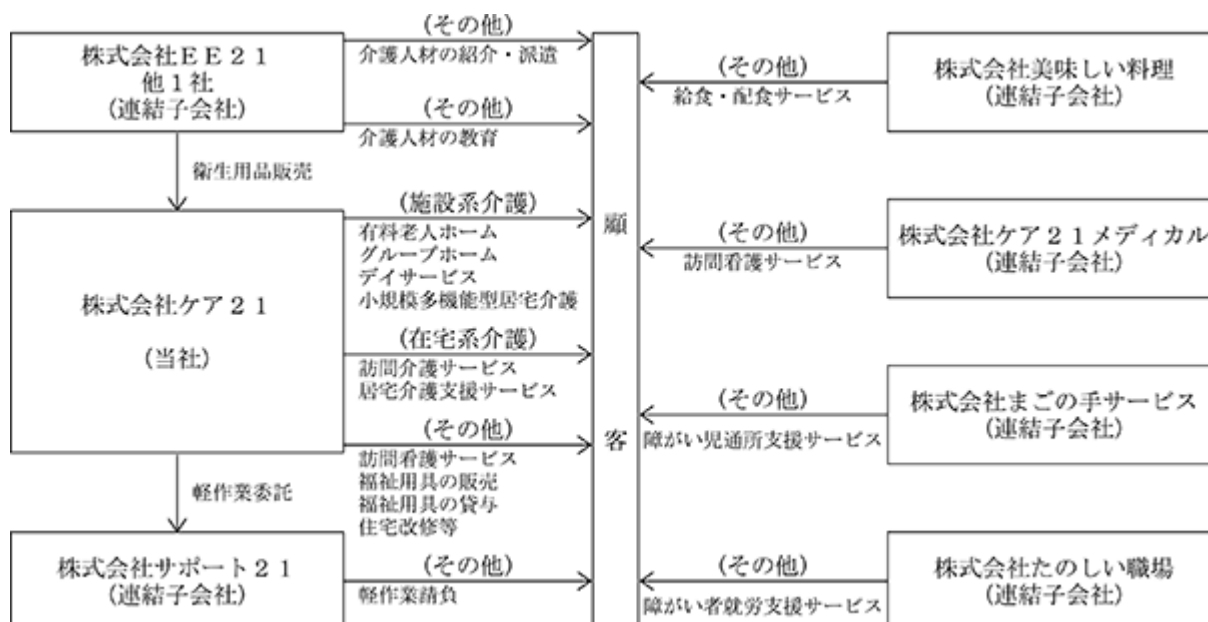 株式会社ＥＥ２１
他１社
(連結子会社)
(その他)
介護人材の紹介・派遣
(その他)
介護人材の教育
衛生用品販売
株式会社ケア２１
(当社)
(施設系介護)
有料老人ホーム
グループホーム
デイサービス
小規模多機能型居宅介護
(在宅系介護)
訪問介護サービス
居宅介護支援サービス
(その他)
訪問看護サービス
福祉用具の販売
福祉用具の貸与
住宅改修等
軽作業委託
株式会社サポート２１
(連結子会社)
(その他)
軽作業請負
顧
客
(その他)
給食・配食サービス
株式会社美味しい料理
(連結子会社)
(その他)
訪問看護サービス
株式会社ケア２１メディカル
(連結子会社)
(その他)
障がい児通所支援サービス
株式会社まごの手サービス
(連結子会社)
(その他)
障がい者就労支援サービス
株式会社たのしい職場
(連結子会社)